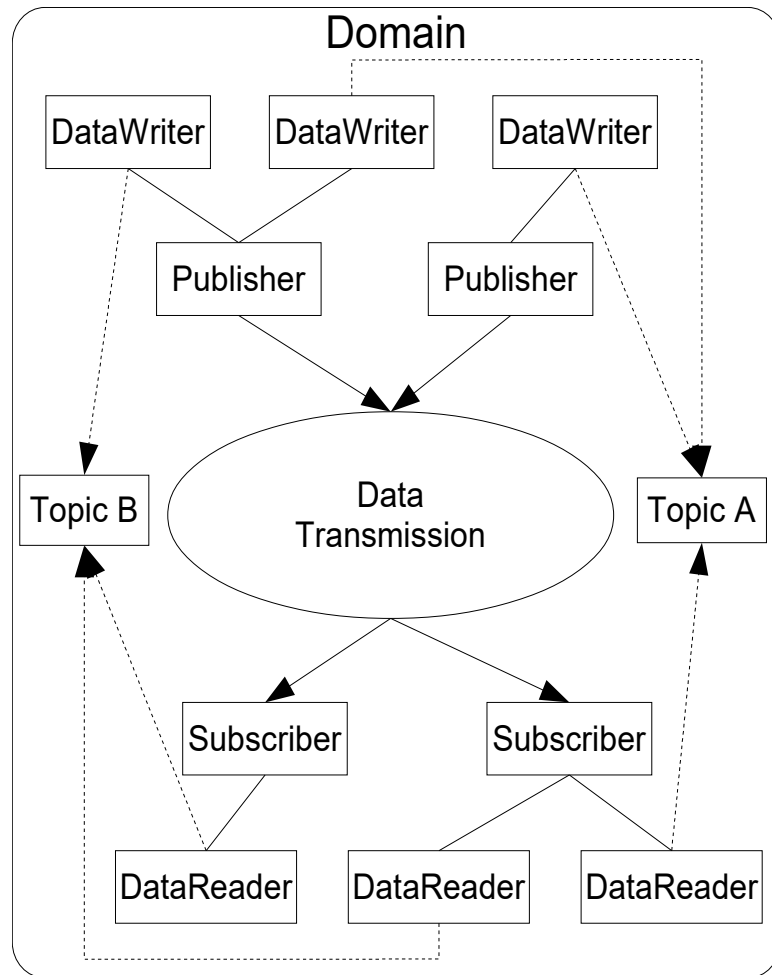 Domain
DataWriter
DataWriter
DataWriter
Publisher
Publisher
Topic B
Data
Transmission
Topic A
Subscriber
Subscriber
DataReader
DataReader
DataReader